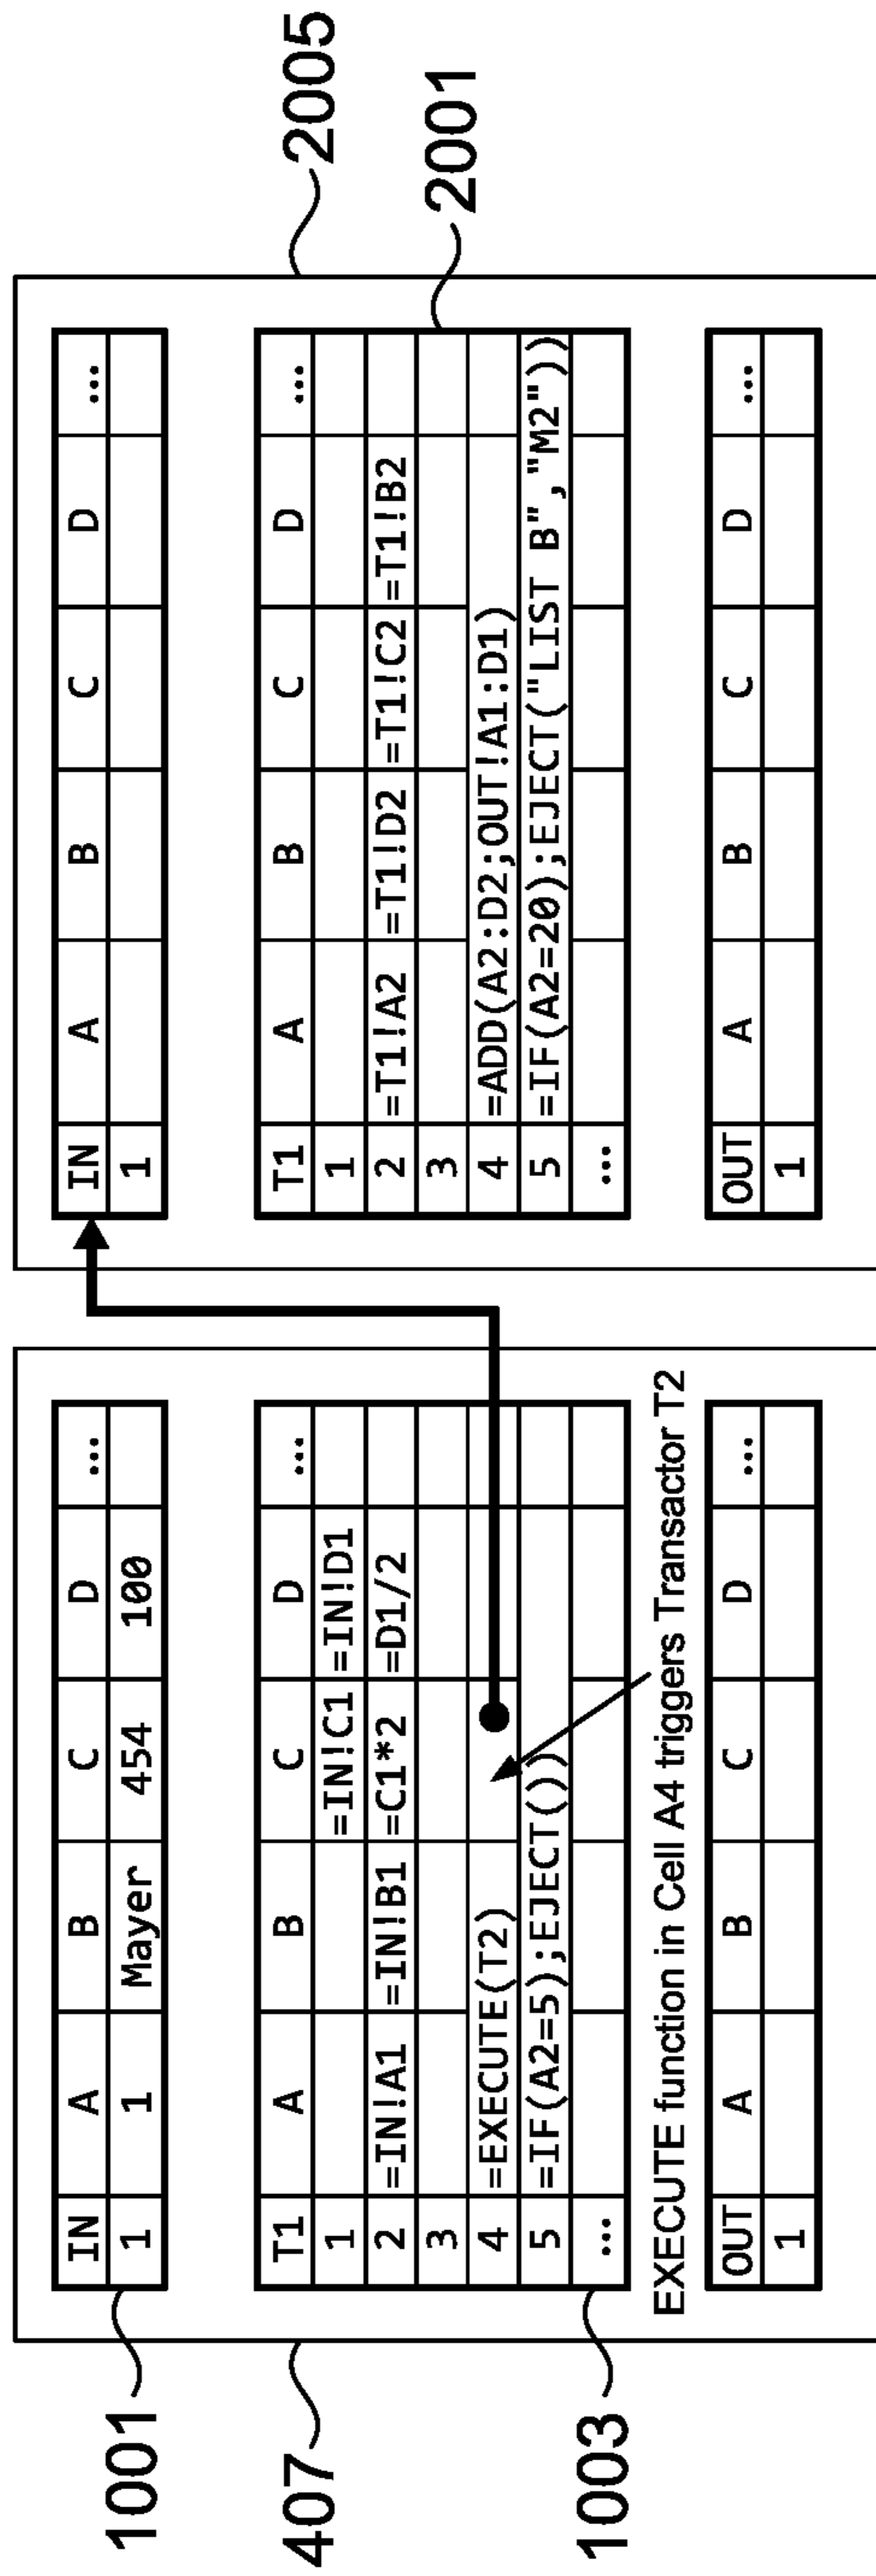 1001
407
1003
IN A B C D ...
1 1 Mayer 454 100
T1 A B C D ...
1 =IN!C1 =IN!D1
2 =IN!A1 =IN!B1 =C1*2 =D1/2
3
4 =EXECUTE(T2)
5 =IF(A2=5);EJECT())
...
EXECUTE function in Cell A4 triggers Transactor T2
OUT A B C D ...
1
IN A B C D ...
1
T1 A B C D ...
1
2 =T1!A2 =T1!D2 =T1!C2 =T1!B2
3
4 =ADD(A2:D2;OUT!A1:D1)
5 =IF(A2=20);EJECT("LIST B","M2"))
...
OUT A B C D ...
1
2005
2001